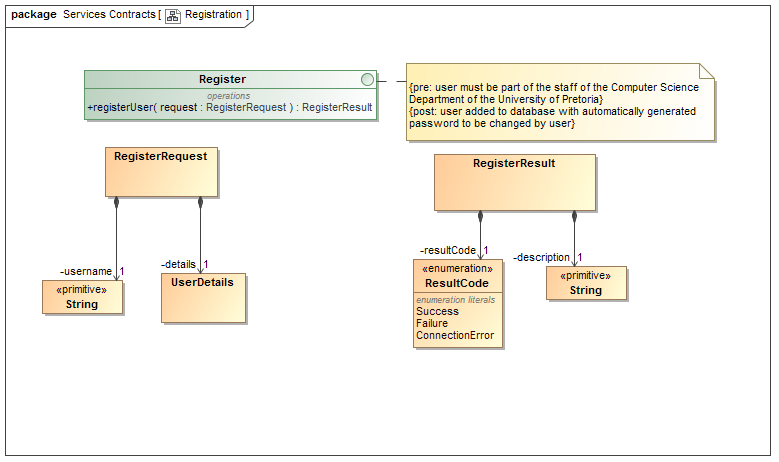 package Services Contracts [ Registration ]
Register
operations
+registerUser( request : RegisterRequest ) : RegisterResult
{pre: user must be part of the staff of the Computer Science
Department of the University of Pretoria}
{post: user added to database with automatically generated
password to be changed by user}
RegisterRequest
RegisterResult
-username 1
-details 1
-resultCode 1
-description 1
«primitive»
String
UserDetails
«enumeration»
ResultCode
enumeration literals
Success
Failure
ConnectionError
«primitive»
String